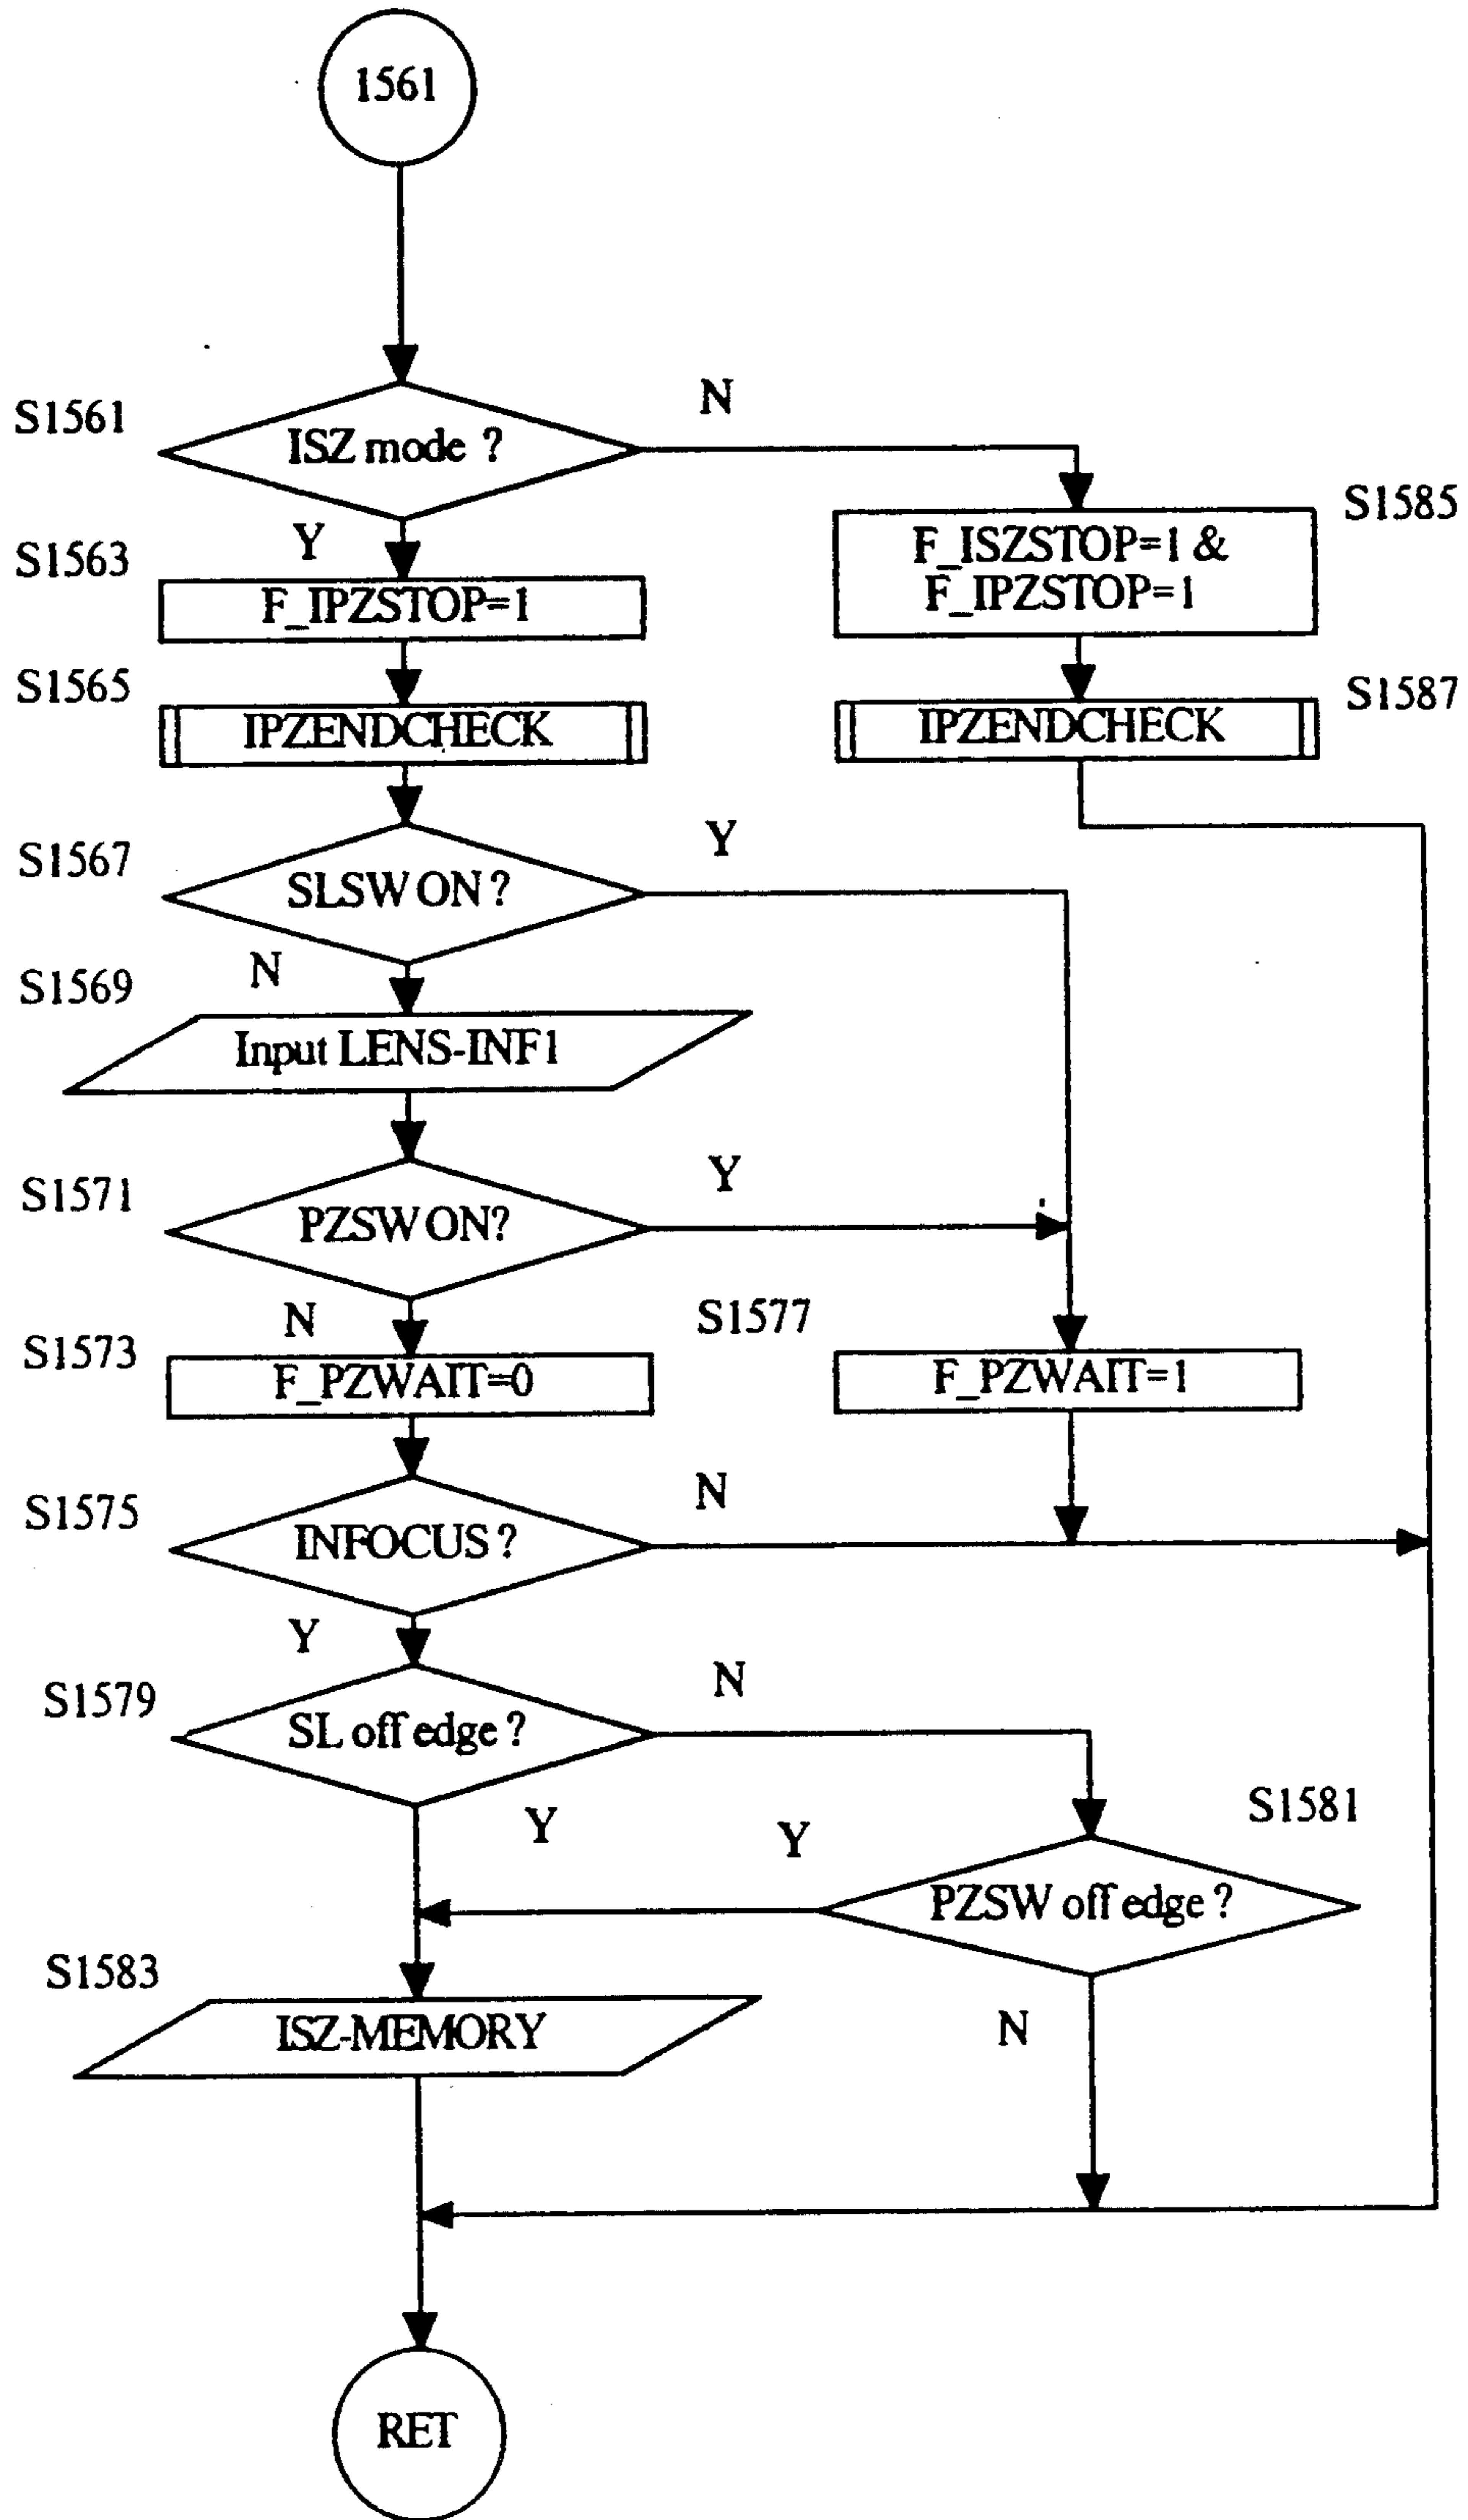 1561
S1561
ISZ mode ?
N
Y
S1563
F_IPZSTOP=1
S1585
F_ISZSTOP=1 &
F_IPZSTOP=1
S1565
IPZENDCHECK
IPZENDCHECK
S1587
S1567
SLSW ON ?
Y
N
S1569
Input LENS-INF1
S1571
PZSW ON?
Y
N
S1573
F_PZWAIT=0
S1577
F_PZWAIT=1
S1575
INFOCUS ?
N
Y
S1579
SL off edge ?
N
Y
S1581
PZSW off edge ?
Y
N
S1583
ISZ-MEMORY
RET